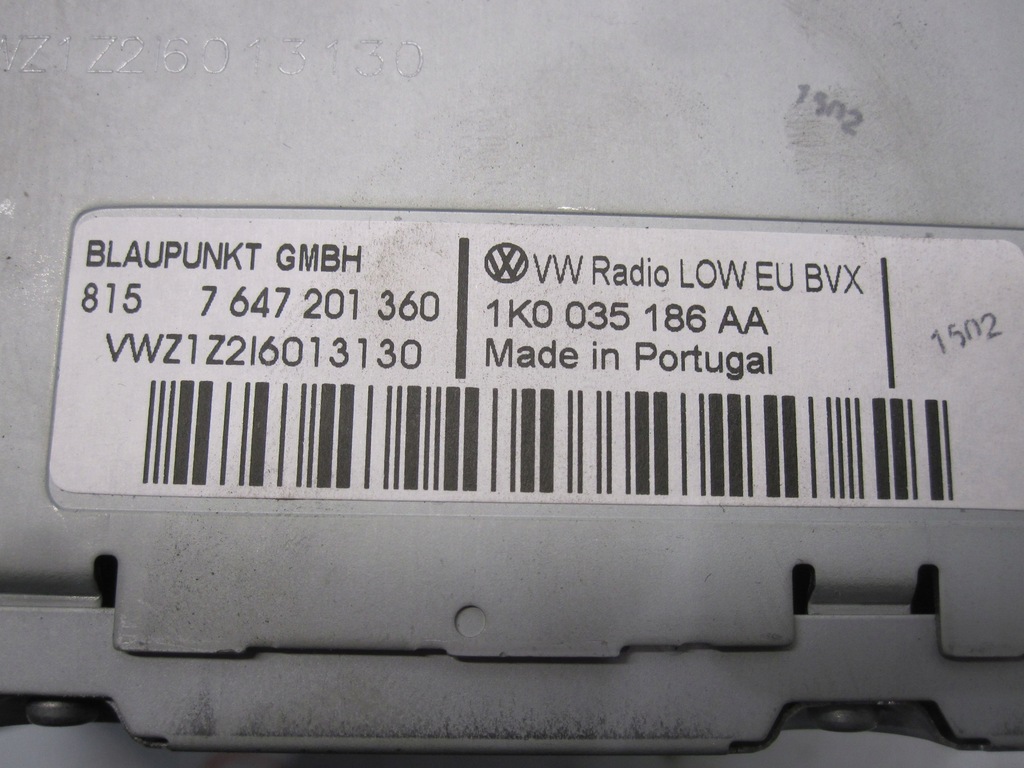 WZ1Z2I6013130
1502
BLAUPUNKT GMBH
815 7 647 201 360
VWZ1Z2I6013130
VW Radio LOW EU BVX
1K0 035 186 AA
Made in Portugal
1502